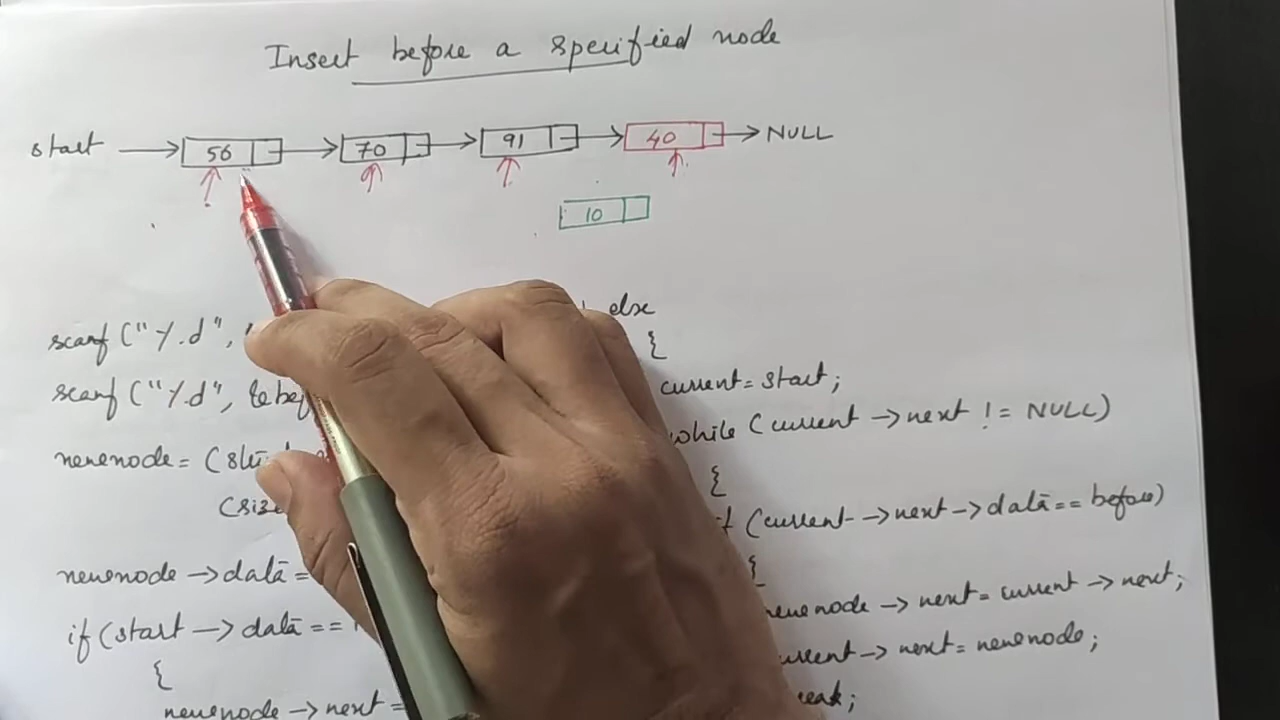 Insert before a specified node
start 56 70 91 40 NULL
10
scanf ("%d",
scanf ("%d", &bef
newnode = (str
(size
newnode -> data =
if (start -> data ==
{
newnode -> next =
else
{
current = start;
while (current -> next != NULL)
{
(current -> next -> data == before)
{
newnode -> next = current -> next;
current -> next = newnode;
break;